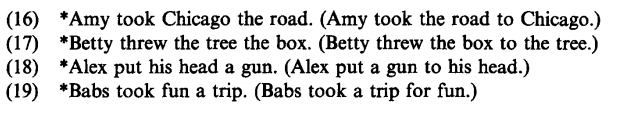 (16) *Amy took Chicago the road. (Amy took the road to Chicago.)
(17) *Betty threw the tree the box. (Betty threw the box to the tree.)
(18) *Alex put his head a gun. (Alex put a gun to his head.)
(19) *Babs took fun a trip. (Babs took a trip for fun.)